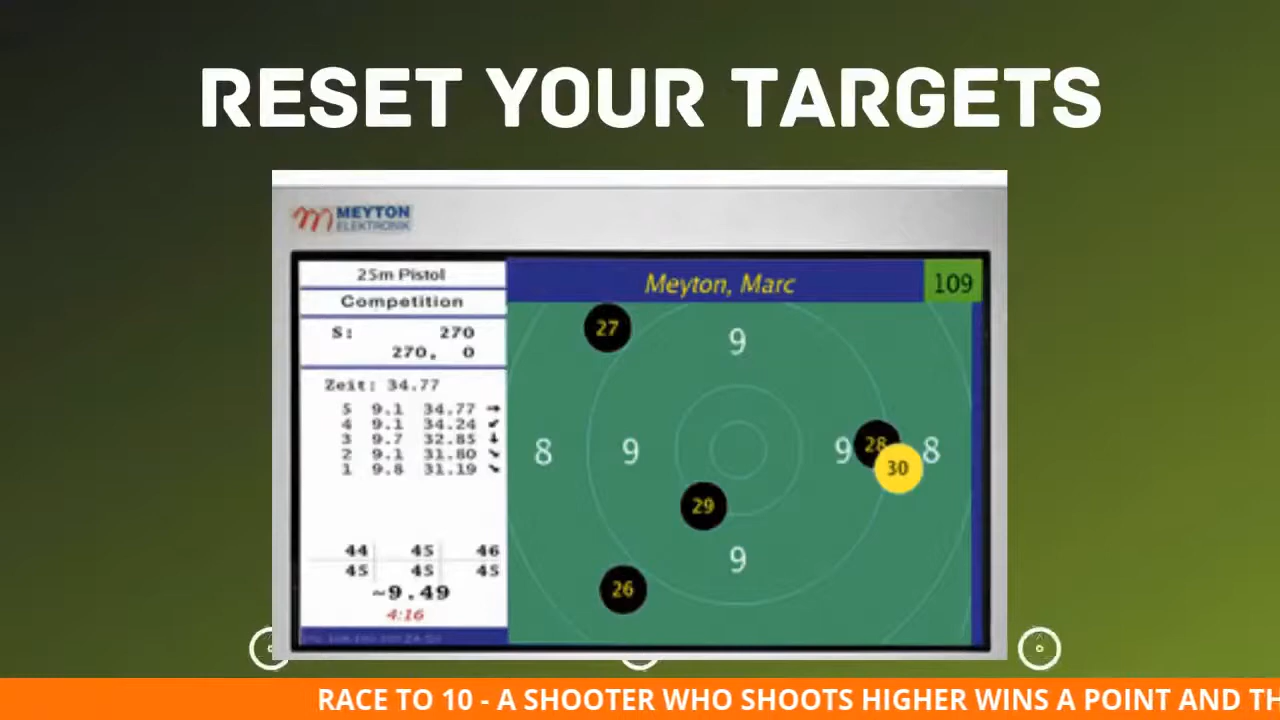 RESET YOUR TARGETS
MEYTON
ELEKTRONIK
25m Pistol
Competition
S: 270
270, 0
Zeit: 34.77
5 9.1 34.77 →
4 9.1 34.24 ↙
3 9.7 32.85 ↓
2 9.1 31.80 ↘
1 9.8 31.19 ↘
44 45 46
45 45 45
~9.49
4:16
Meyton, Marc
109
27
9
8 9 9 28 8
30
29
9
26
RACE TO 10 - A SHOOTER WHO SHOOTS HIGHER WINS A POINT AND TH